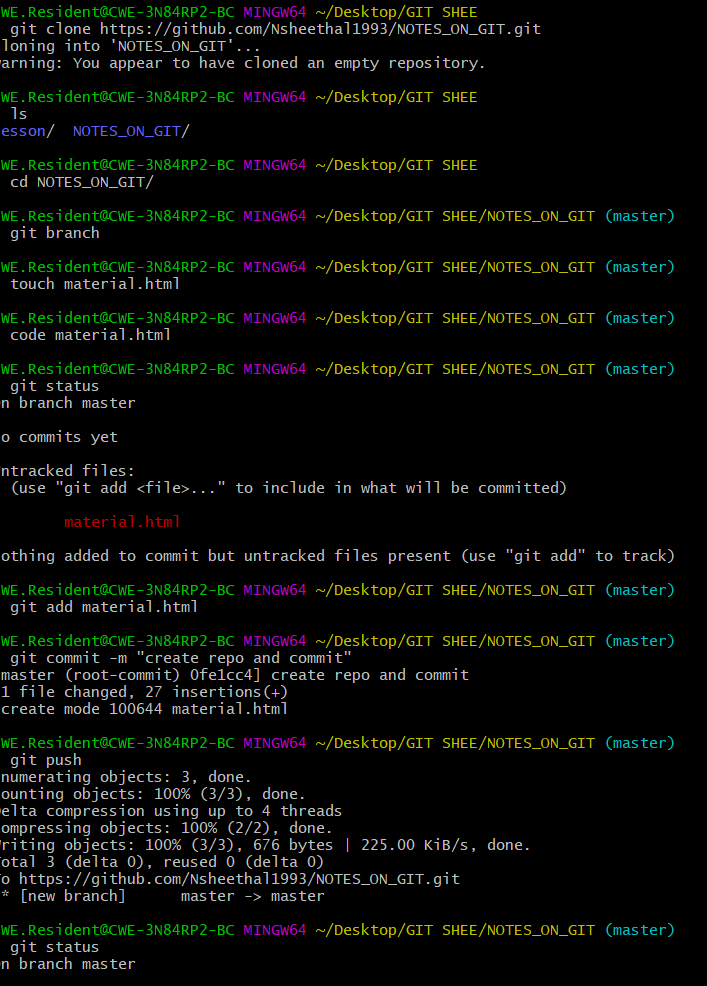 WE.Resident@CWE-3N84RP2-BC MINGW64 ~/Desktop/GIT SHEE
git clone https://github.com/Nsheethal1993/NOTES_ON_GIT.git
loning into 'NOTES_ON_GIT'...
arning: You appear to have cloned an empty repository.
WE.Resident@CWE-3N84RP2-BC MINGW64 ~/Desktop/GIT SHEE
ls
esson/  NOTES_ON_GIT/
WE.Resident@CWE-3N84RP2-BC MINGW64 ~/Desktop/GIT SHEE
cd NOTES_ON_GIT/
WE.Resident@CWE-3N84RP2-BC MINGW64 ~/Desktop/GIT SHEE/NOTES_ON_GIT (master)
git branch
WE.Resident@CWE-3N84RP2-BC MINGW64 ~/Desktop/GIT SHEE/NOTES_ON_GIT (master)
touch material.html
WE.Resident@CWE-3N84RP2-BC MINGW64 ~/Desktop/GIT SHEE/NOTES_ON_GIT (master)
code material.html
WE.Resident@CWE-3N84RP2-BC MINGW64 ~/Desktop/GIT SHEE/NOTES_ON_GIT (master)
git status
n branch master
o commits yet
ntracked files:
(use "git add <file>..." to include in what will be committed)
material.html
othing added to commit but untracked files present (use "git add" to track)
WE.Resident@CWE-3N84RP2-BC MINGW64 ~/Desktop/GIT SHEE/NOTES_ON_GIT (master)
git add material.html
WE.Resident@CWE-3N84RP2-BC MINGW64 ~/Desktop/GIT SHEE/NOTES_ON_GIT (master)
git commit -m "create repo and commit"
master (root-commit) 0fe1cc4] create repo and commit
1 file changed, 27 insertions(+)
create mode 100644 material.html
WE.Resident@CWE-3N84RP2-BC MINGW64 ~/Desktop/GIT SHEE/NOTES_ON_GIT (master)
git push
numerating objects: 3, done.
ounting objects: 100% (3/3), done.
elta compression using up to 4 threads
ompressing objects: 100% (2/2), done.
riting objects: 100% (3/3), 676 bytes | 225.00 KiB/s, done.
otal 3 (delta 0), reused 0 (delta 0)
o https://github.com/Nsheethal1993/NOTES_ON_GIT.git
* [new branch]      master -> master
WE.Resident@CWE-3N84RP2-BC MINGW64 ~/Desktop/GIT SHEE/NOTES_ON_GIT (master)
git status
n branch master